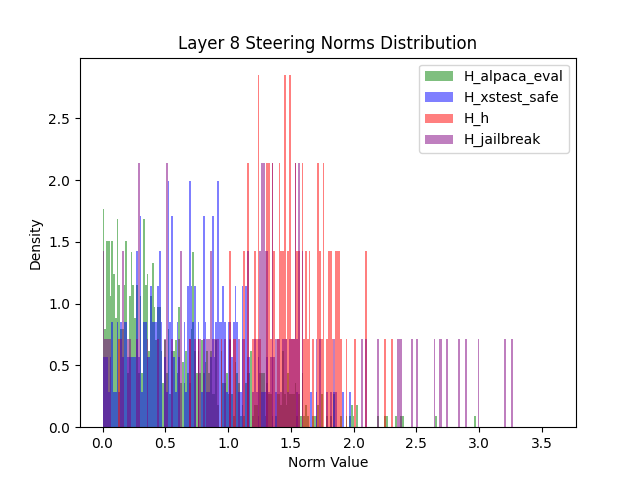 Layer 8 Steering Norms Distribution
H_alpaca_eval
H_xstest_safe
H_h
H_jailbreak
Density
2.5
2.0
1.5
1.0
0.5
0.0
0.0 0.5 1.0 1.5 2.0 2.5 3.0 3.5
Norm Value